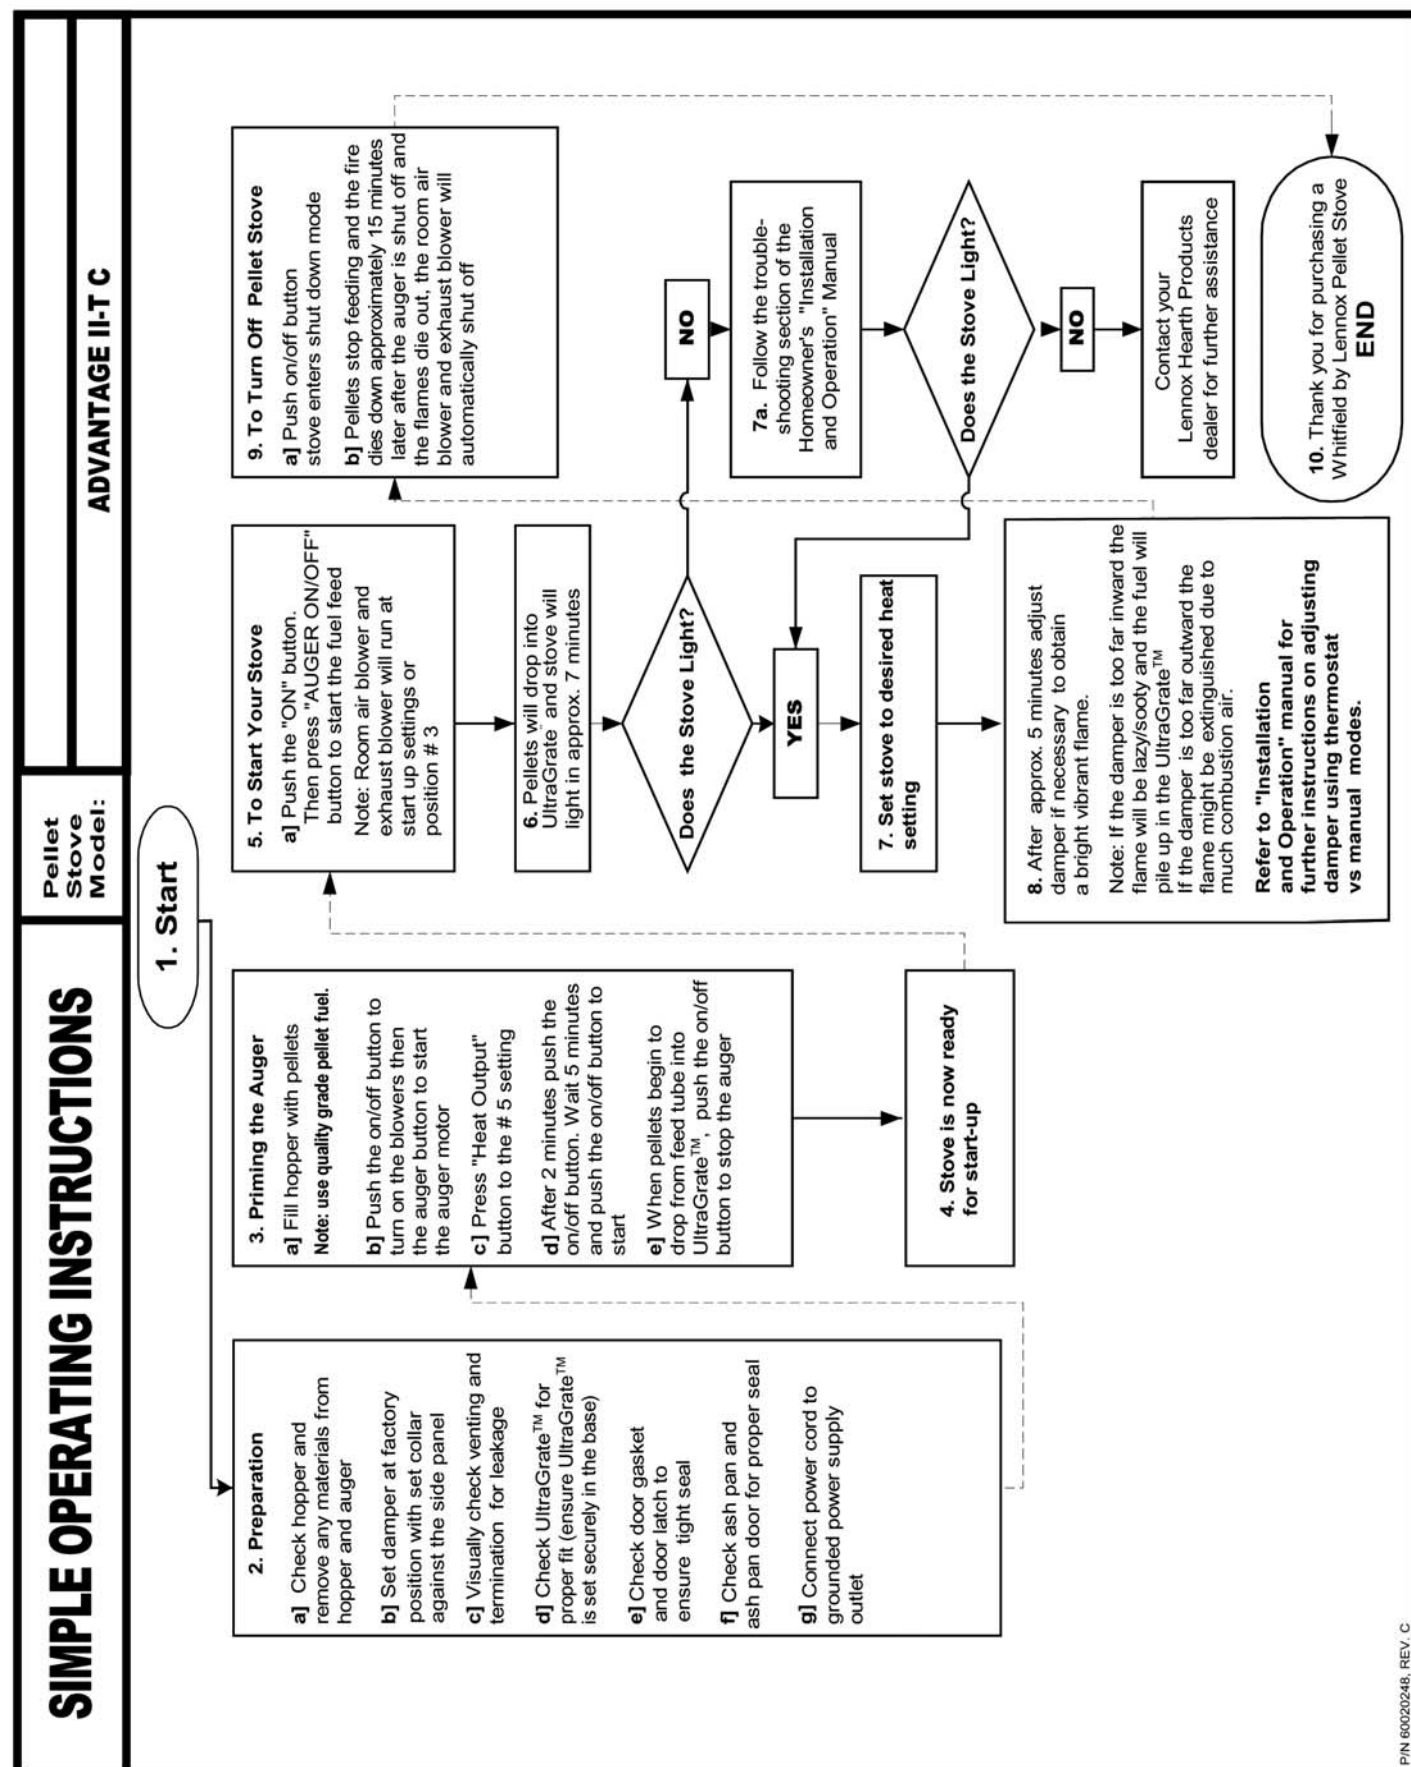 SIMPLE OPERATING INSTRUCTIONS
Pellet
Stove
Model:
ADVANTAGE II-T C
1. Start
2. Preparation
a] Check hopper and
remove any materials from
hopper and auger
b] Set damper at factory
position with set collar
against the side panel
c] Visually check venting and
termination for leakage
d] Check UltraGrate™ for
proper fit (ensure UltraGrate™
is set securely in the base)
e] Check door gasket
and door latch to
ensure tight seal
f] Check ash pan and
ash pan door for proper seal
g] Connect power cord to
grounded power supply
outlet
3. Priming the Auger
a] Fill hopper with pellets
Note: use quality grade pellet fuel.
b] Push the on/off button to
turn on the blowers then
the auger button to start
the auger motor
c] Press "Heat Output"
button to the # 5 setting
d] After 2 minutes push the
on/off button. Wait 5 minutes
and push the on/off button to
start
e] When pellets begin to
drop from feed tube into
UltraGrate™, push the on/off
button to stop the auger
4. Stove is now ready
for start-up
5. To Start Your Stove
a] Push the "ON" button.
Then press "AUGER ON/OFF"
button to start the fuel feed
Note: Room air blower and
exhaust blower will run at
start up settings or
position # 3
6. Pellets will drop into
UltraGrate and stove will
light in approx. 7 minutes
Does the Stove Light?
YES
7. Set stove to desired heat
setting
8. After approx. 5 minutes adjust
damper if necessary to obtain
a bright vibrant flame.
Note: If the damper is too far inward the
flame will be lazy/sooty and the fuel will
pile up in the UltraGrate™
If the damper is too far outward the
flame might be extinguished due to
much combustion air.
Refer to "Installation
and Operation" manual for
further instructions on adjusting
damper using thermostat
vs manual modes.
9. To Turn Off Pellet Stove
a] Push on/off button
stove enters shut down mode
b] Pellets stop feeding and the fire
dies down approximately 15 minutes
later after the auger is shut off and
the flames die out, the room air
blower and exhaust blower will
automatically shut off
NO
7a. Follow the trouble-
shooting section of the
Homeowner's "Installation
and Operation" Manual
Does the Stove Light?
NO
Contact your
Lennox Hearth Products
dealer for further assistance
10. Thank you for purchasing a
Whitfield by Lennox Pellet Stove
END
P/N 60020248, REV. C